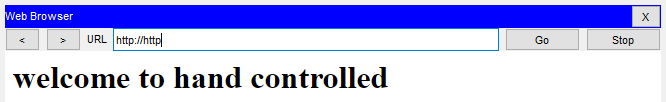 Web Browser X
< > URL http://http Go Stop
welcome to hand controlled